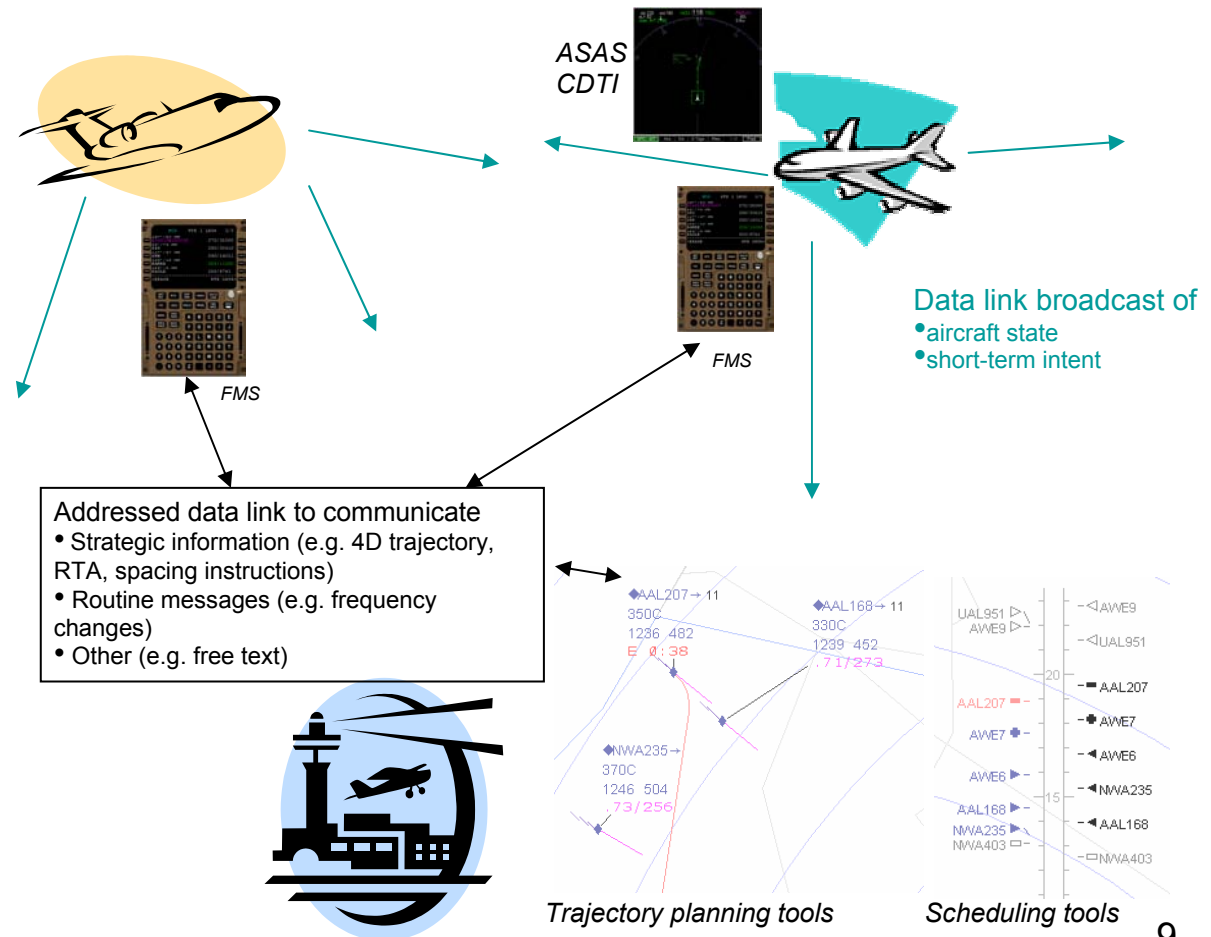 ASAS
CDTI
FMS
FMS
Data link broadcast of
•aircraft state
•short-term intent
Addressed data link to communicate
• Strategic information (e.g. 4D trajectory,
RTA, spacing instructions)
• Routine messages (e.g. frequency
changes)
• Other (e.g. free text)
◆AAL207→ 11
350C
1236 482
E 0:38
◆AAL168→ 11
330C
1239 452
.71/273
◆NWA235→
370C
1246 504
.73/256
Trajectory planning tools
UAL951
AWE9
AAL207
AWE7
AWE6
AAL168
NWA235
NWA403
20
15
AWE9
UAL951
AAL207
AWE7
AWE6
NWA235
AAL168
NWA403
Scheduling tools
9